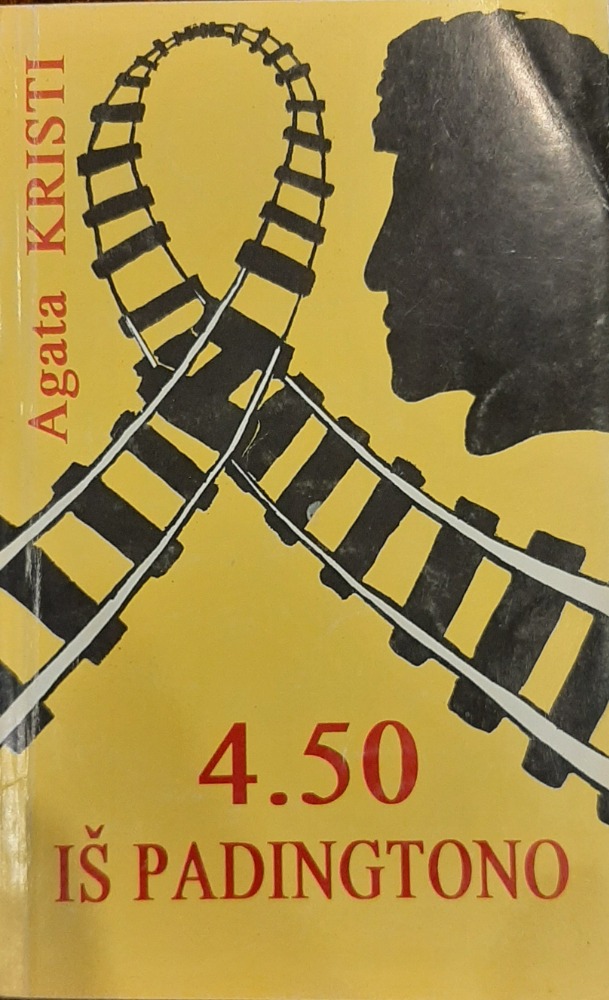 Agata KRISTI
4.50
IŠ PADINGTONO